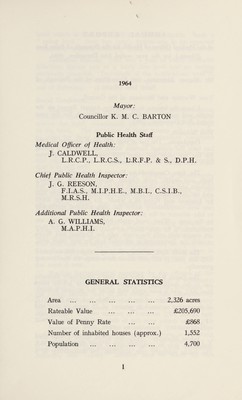 1964
Mayor:
Councillor K. M. C. BARTON
Public Health Staff
Medical Officer of Health:
J. CALDWELL,
L.R.C.P., L.R.C.S., L.R.F.P. & S., D.P.H.
Chief Public Health Inspector:
J. G. REESON,
F.I.A.S., M.I.P.H.E., M.B.I., C.S.I.B.,
M.R.S.H.
Additional Public Health Inspector:
A. G. WILLIAMS,
M.A.P.H.I.
GENERAL STATISTICS
Area ... ... ... ... ... 2,326 acres
Rateable Value ... ... ... £205,690
Value of Penny Rate ... ... £868
Number of inhabited houses (approx.) 1,552
Population ... ... ... ... 4,700
1